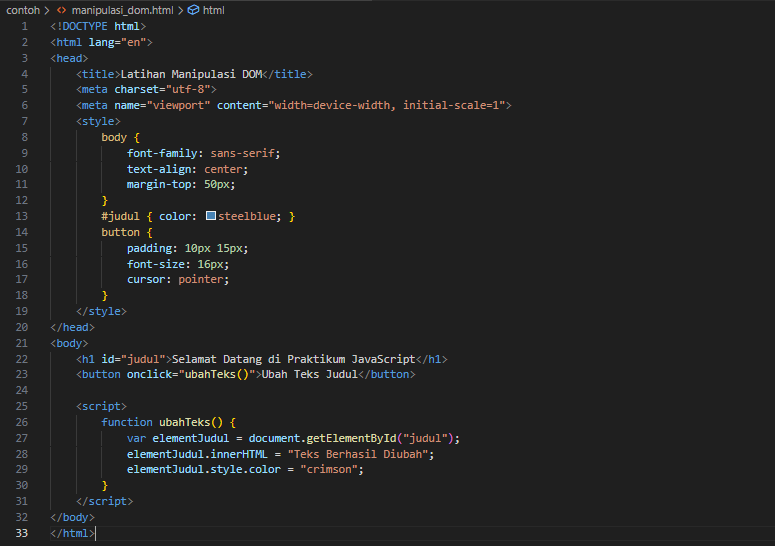 contoh > manipulasi_dom.html > html
1 <!DOCTYPE html>
2 <html lang="en">
3 <head>
4     <title>Latihan Manipulasi DOM</title>
5     <meta charset="utf-8">
6     <meta name="viewport" content="width=device-width, initial-scale=1">
7     <style>
8         body {
9             font-family: sans-serif;
10             text-align: center;
11             margin-top: 50px;
12         }
13         #judul { color: steelblue; }
14         button {
15             padding: 10px 15px;
16             font-size: 16px;
17             cursor: pointer;
18         }
19     </style>
20 </head>
21 <body>
22     <h1 id="judul">Selamat Datang di Praktikum JavaScript</h1>
23     <button onclick="ubahTeks()">Ubah Teks Judul</button>
24
25     <script>
26         function ubahTeks() {
27             var elementJudul = document.getElementById("judul");
28             elementJudul.innerHTML = "Teks Berhasil Diubah";
29             elementJudul.style.color = "crimson";
30         }
31     </script>
32 </body>
33 </html>